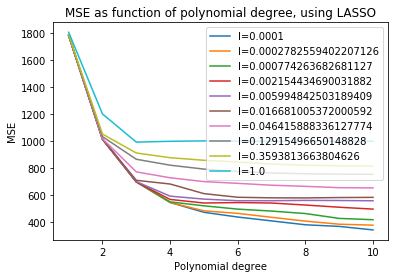 MSE as function of polynomial degree, using LASSO
1800
1600
1400
1200
1000
800
600
400
MSE
l=0.0001
l=0.0002782559402207126
l=0.000774263682681127
l=0.002154434690031882
l=0.005994842503189409
l=0.016681005372000592
l=0.046415888336127774
l=0.12915496650148828
l=0.3593813663804626
l=1.0
2
4
6
8
10
Polynomial degree